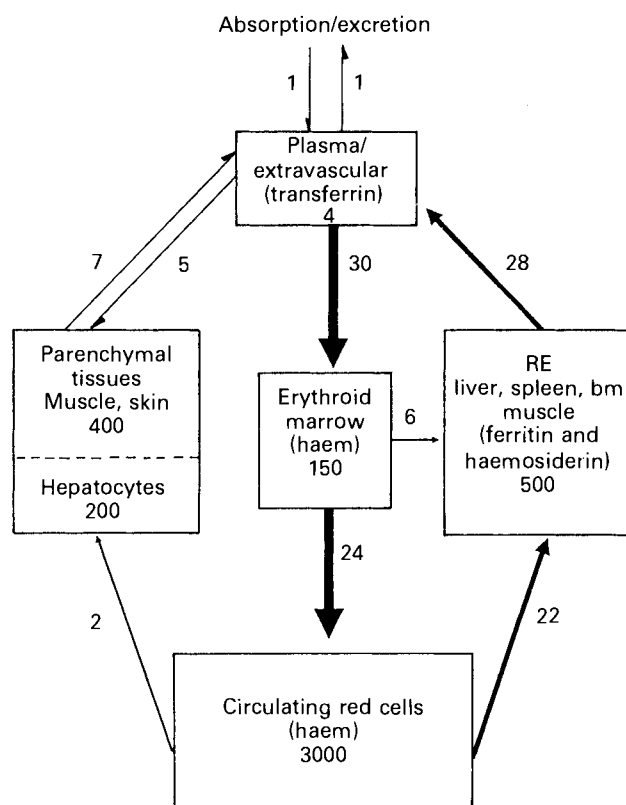 Absorption/excretion
1 1
Plasma/
extravascular
(transferrin)
4
7 5 30 28
Parenchymal
tissues
Muscle, skin
400
Hepatocytes
200
Erythroid
marrow
(haem)
150
6
RE
liver, spleen, bm
muscle
(ferritin and
haemosiderin)
500
24
2 22
Circulating red cells
(haem)
3000